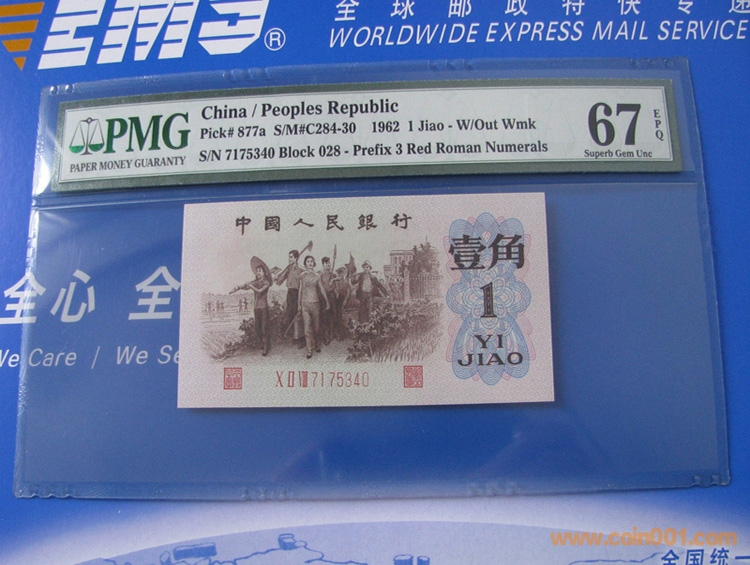 EMS®
全球邮政特快专递
WORLDWIDE EXPRESS MAIL SERVICE
PMG
PAPER MONEY GUARANTY
China / Peoples Republic
Pick# 877a S/M#C284-30 1962 1 Jiao - W/Out Wmk
S/N 7175340 Block 028 - Prefix 3 Red Roman Numerals
67
EPQ
Superb Gem Unc
中國人民銀行
壹角
1
YI
JIAO
X II VIII 7175340
全心 全
We Care / We Se
www.coin001.com
全国统一